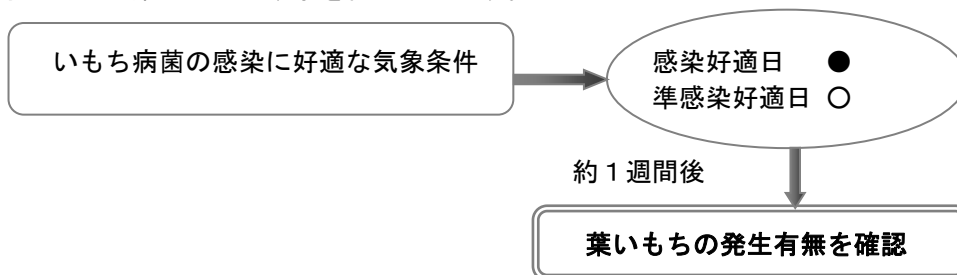 いもち病菌の感染に好適な気象条件
感染好適日 ●
準感染好適日 ○
約１週間後
葉いもちの発生有無を確認